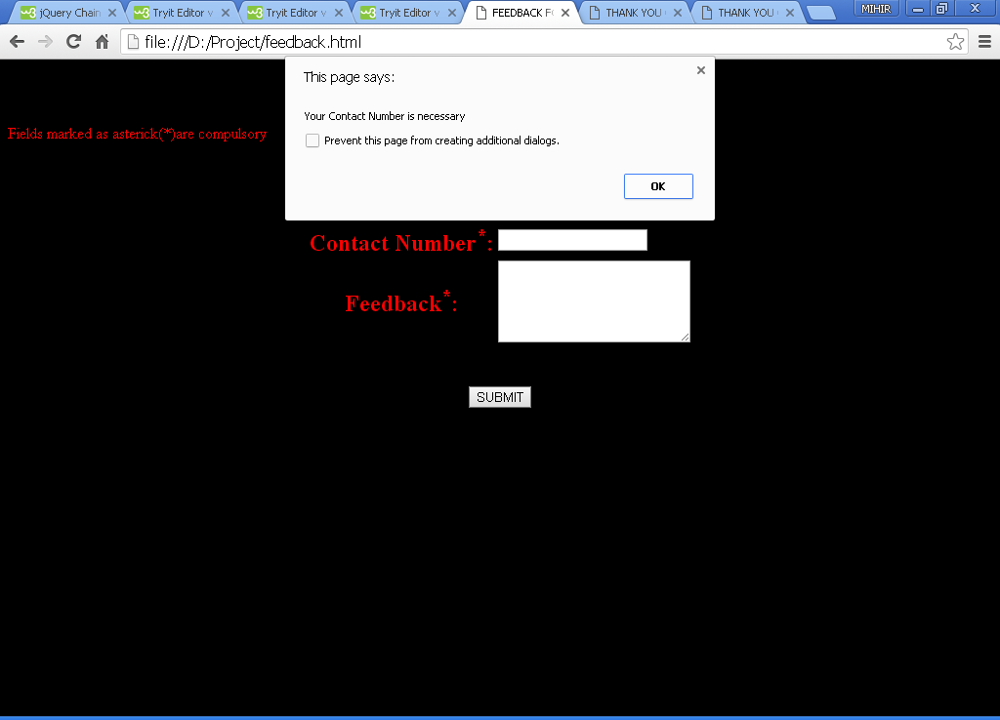 jQuery Chain
Tryit Editor v
Tryit Editor v
Tryit Editor v
FEEDBACK FO
THANK YOU
THANK YOU
MIHIR
file:///D:/Project/feedback.html
This page says:
Your Contact Number is necessary
Prevent this page from creating additional dialogs.
OK
Fields marked as asterick(*)are compulsory
Contact Number*:
Feedback*:
SUBMIT